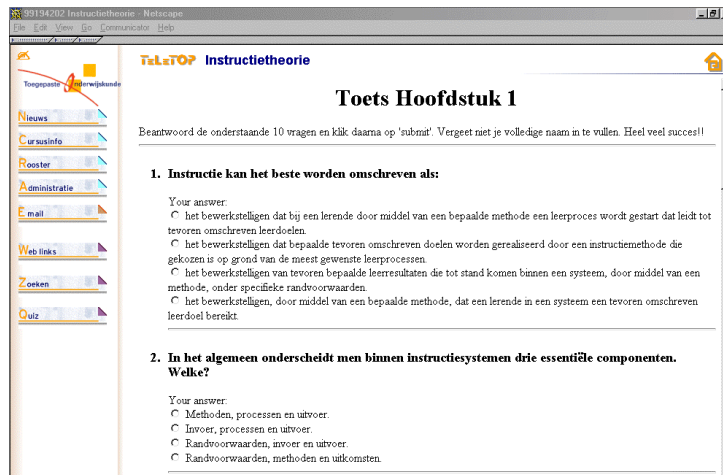 99194202 Instructietheorie - Netscape
File Edit View Go Communicator Help
TELETOP Instructietheorie
Toegepaste Onderwijskunde
Toets Hoofdstuk 1
Nieuws
Beantwoord de onderstaande 10 vragen en klik daarna op 'submit'. Vergeet niet je volledige naam in te vullen. Heel veel succes!!
Cursusinfo
Rooster
Administratie
Email
Web links
Zoeken
Quiz
1. Instructie kan het beste worden omschreven als:
Your answer:
het bewerkstelligen dat bij een lerende door middel van een bepaalde methode een leerproces wordt gestart dat leidt tot
tevoren omschreven leerdoelen.
het bewerkstelligen dat bepaalde tevoren omschreven doelen worden gerealiseerd door een instructiemethode die
gekozen is op grond van de meest gewenste leerprocessen.
het bewerkstelligen van tevoren bepaalde leerresultaten die tot stand komen binnen een systeem, door middel van een
methode, onder specifieke randvoorwaarden.
het bewerkstelligen, door middel van een bepaalde methode, dat een lerende in een systeem een tevoren omschreven
leerdoel bereikt.
2. In het algemeen onderscheidt men binnen instructiesystemen drie essentiële componenten.
Welke?
Your answer:
Methoden, processen en uitvoer.
Invoer, processen en uitvoer.
Randvoorwaarden, invoer en uitvoer.
Randvoorwaarden, methoden en uitkomsten.